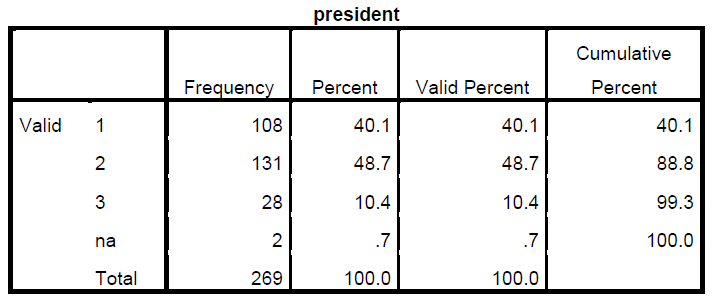 president
Cumulative
Frequency Percent Valid Percent Percent
Valid 1 108 40.1 40.1 40.1
2 131 48.7 48.7 88.8
3 28 10.4 10.4 99.3
na 2 .7 .7 100.0
Total 269 100.0 100.0